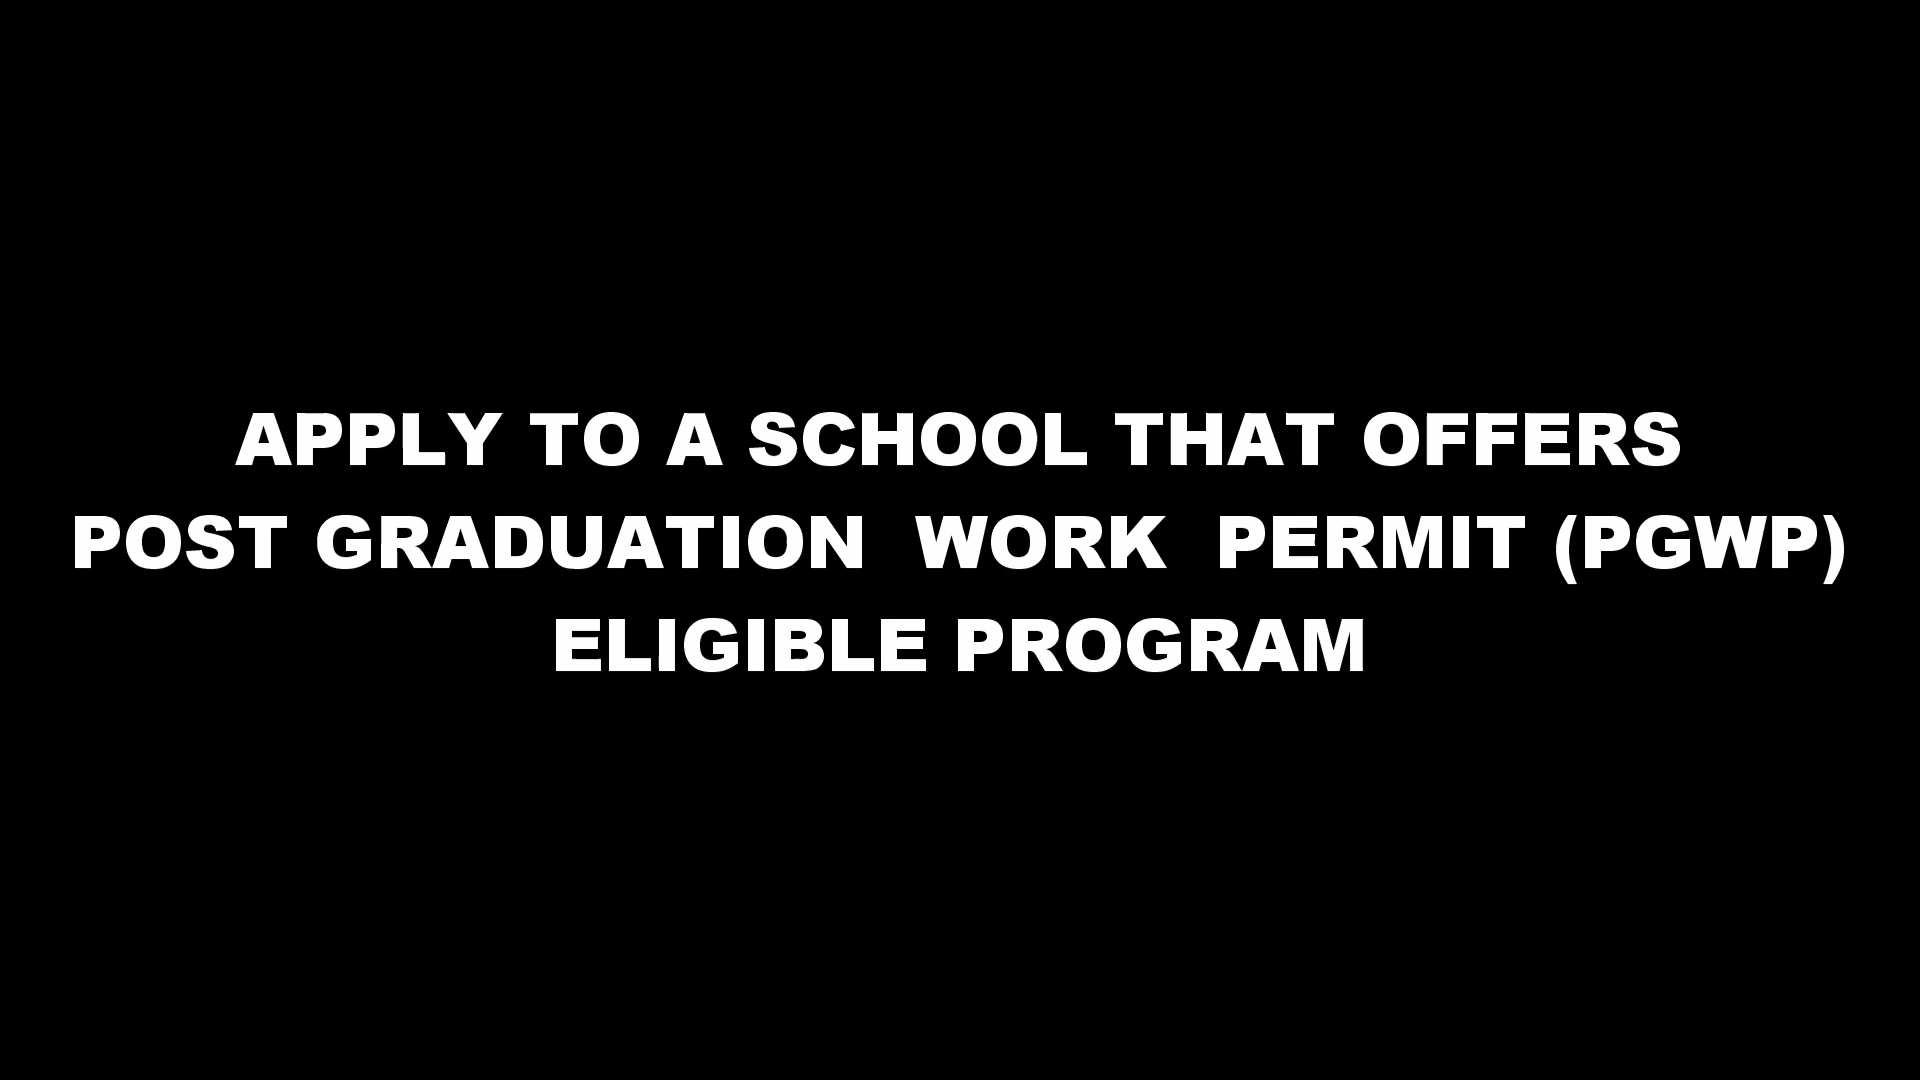 APPLY TO A SCHOOL THAT OFFERS
POST GRADUATION WORK PERMIT (PGWP)
ELIGIBLE PROGRAM